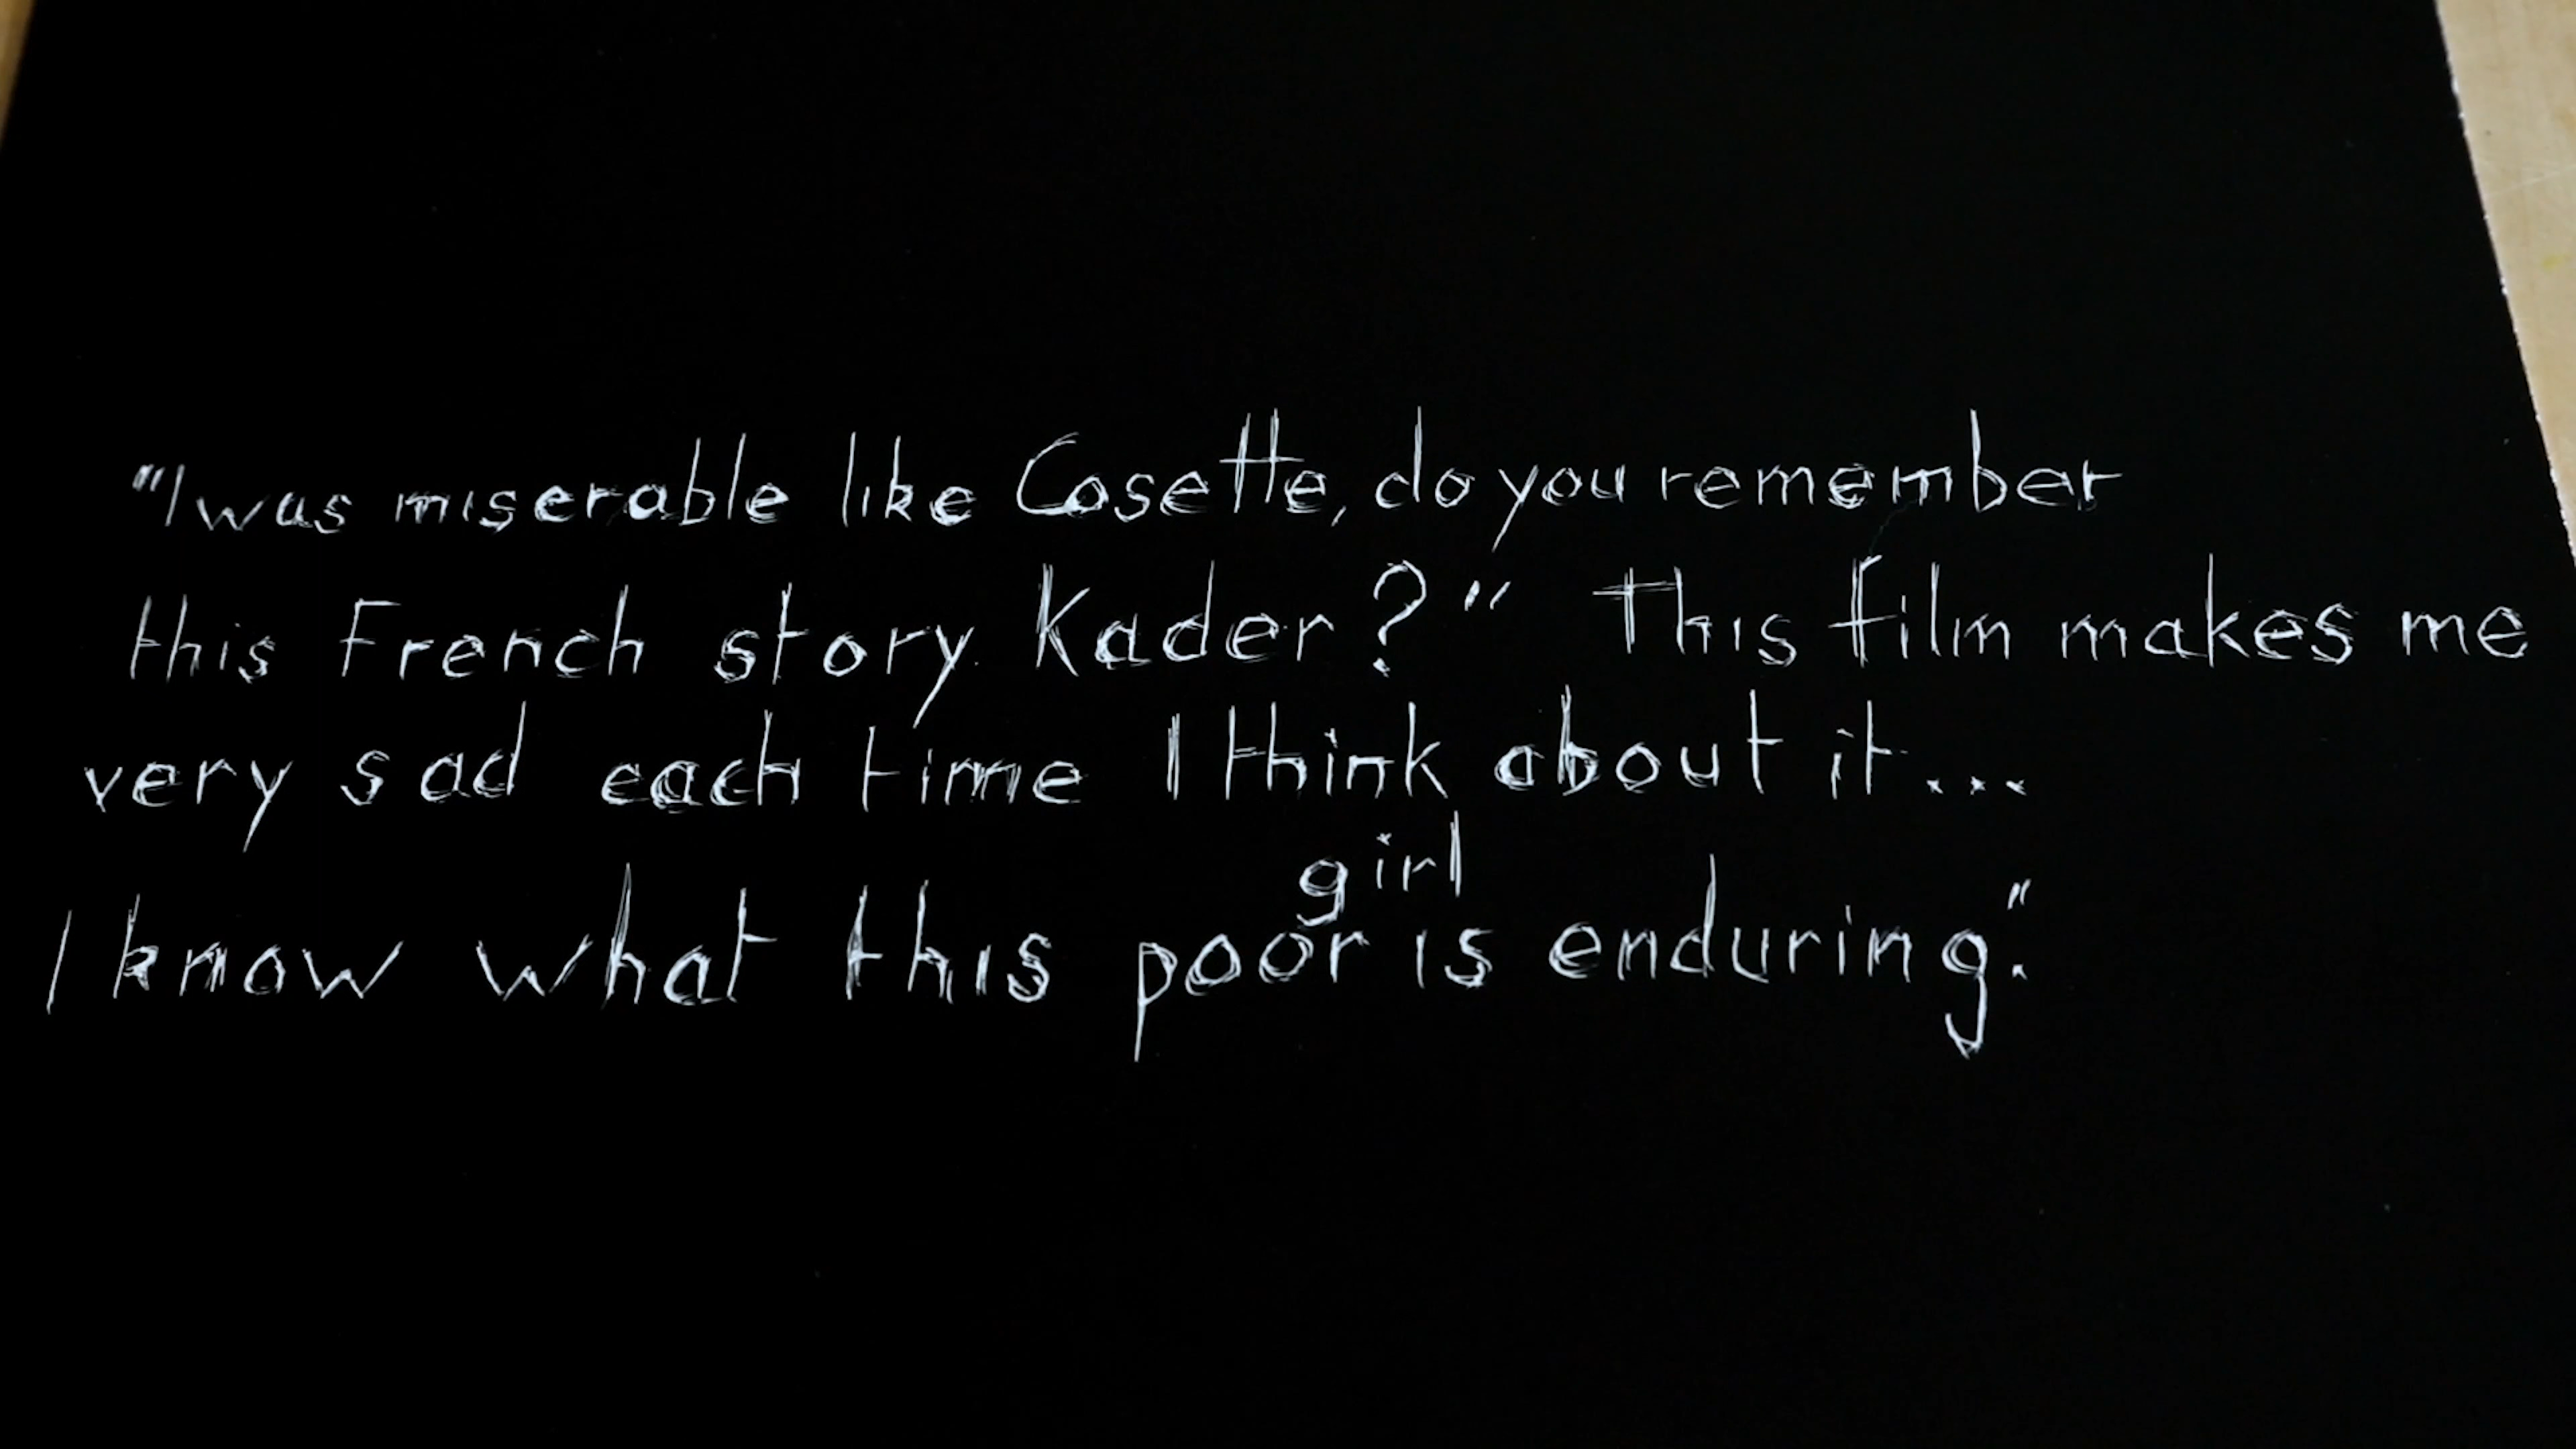 "I was miserable like Cosette, do you remember
this French story Kader?" This film makes me
very sad each time I think about it...
girl
I know what this poor is enduring."